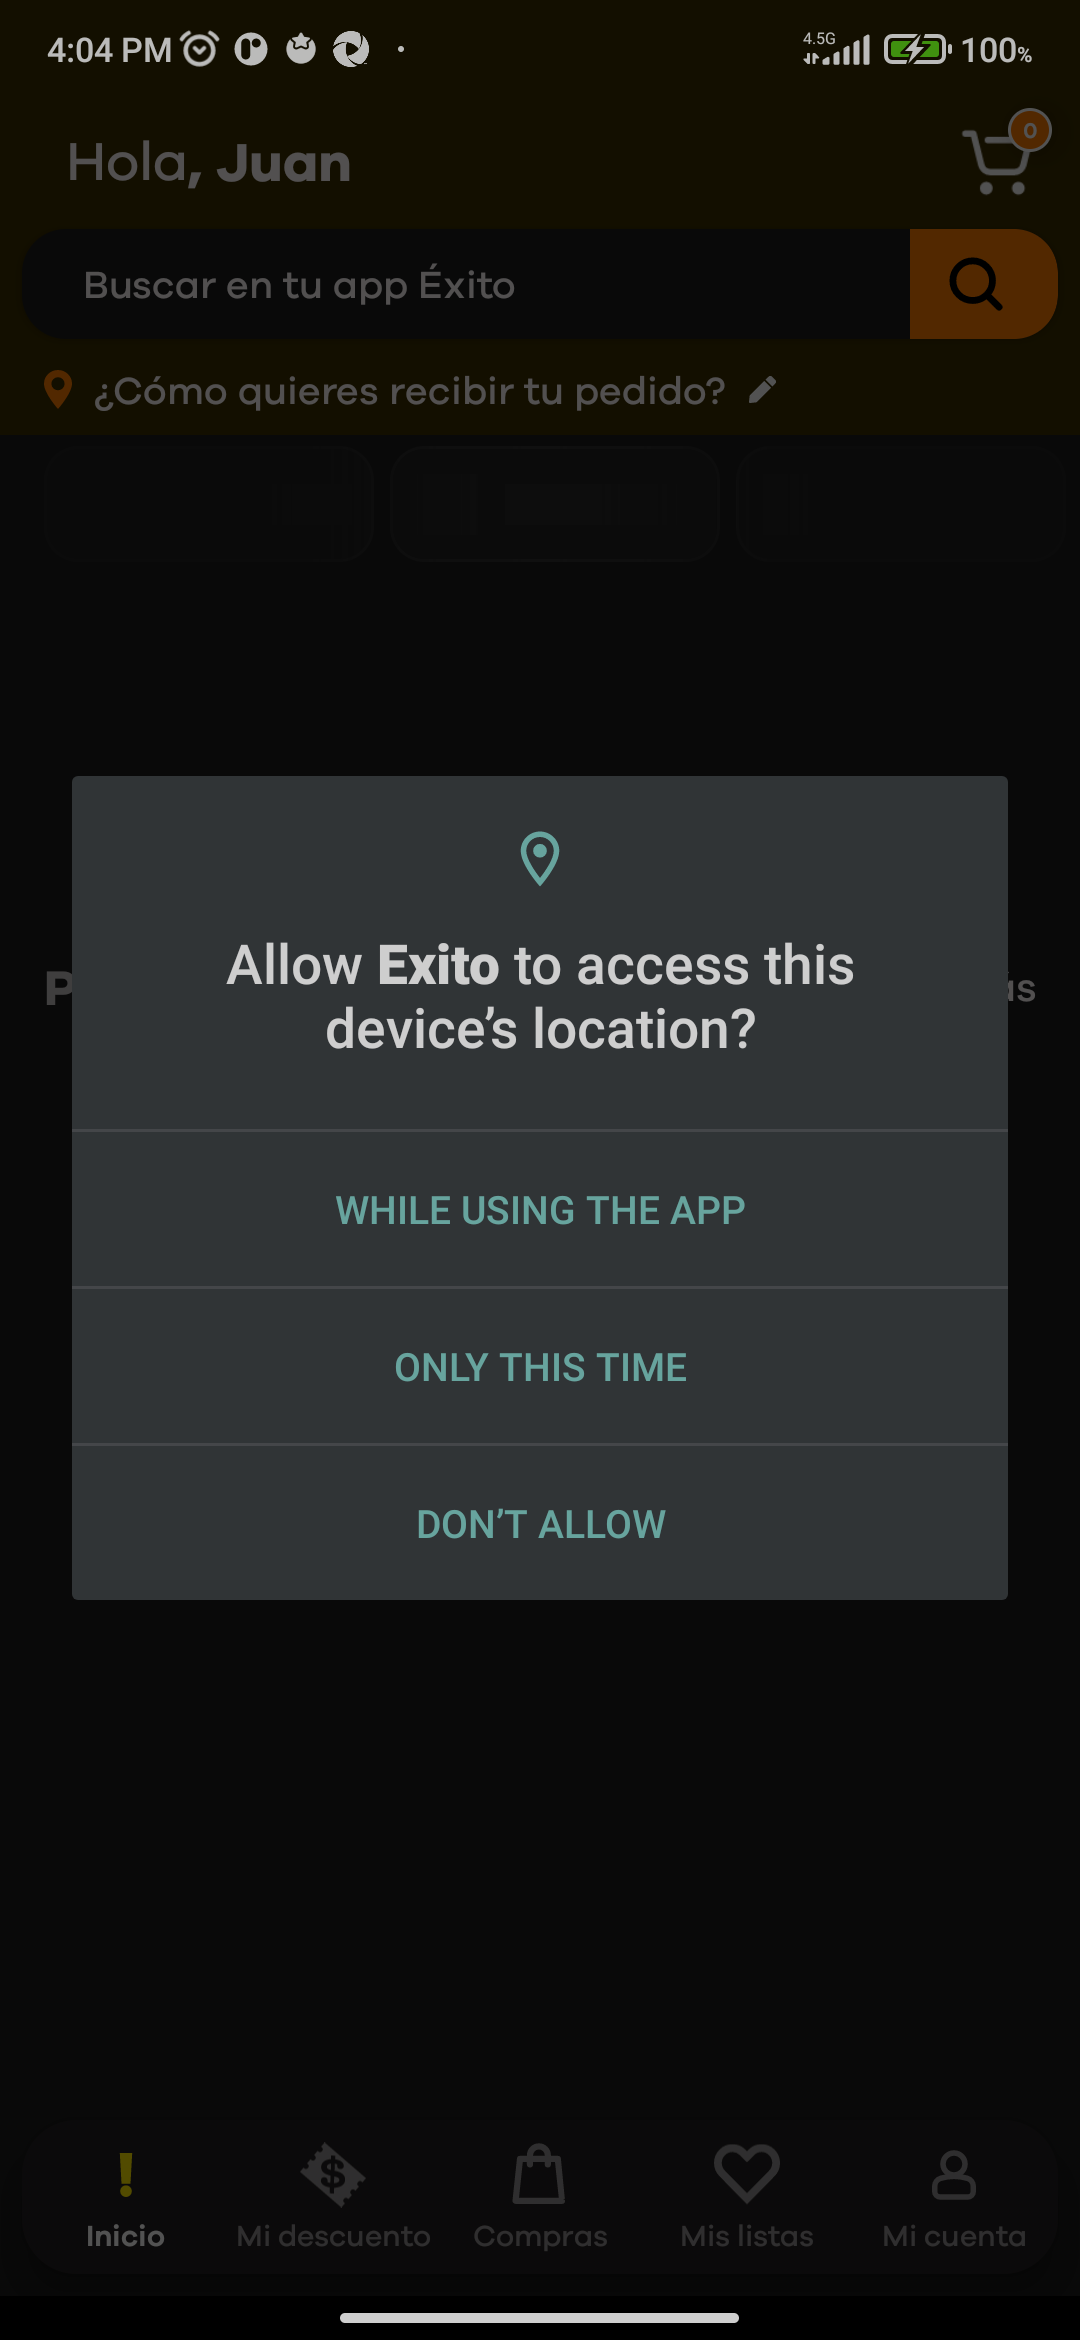 4:04 PM
4.5G
100%
Hola, Juan
0
Buscar en tu app Éxito
¿Cómo quieres recibir tu pedido?
Allow Exito to access this
device’s location?
WHILE USING THE APP
ONLY THIS TIME
DON’T ALLOW
Inicio
Mi descuento
Compras
Mis listas
Mi cuenta